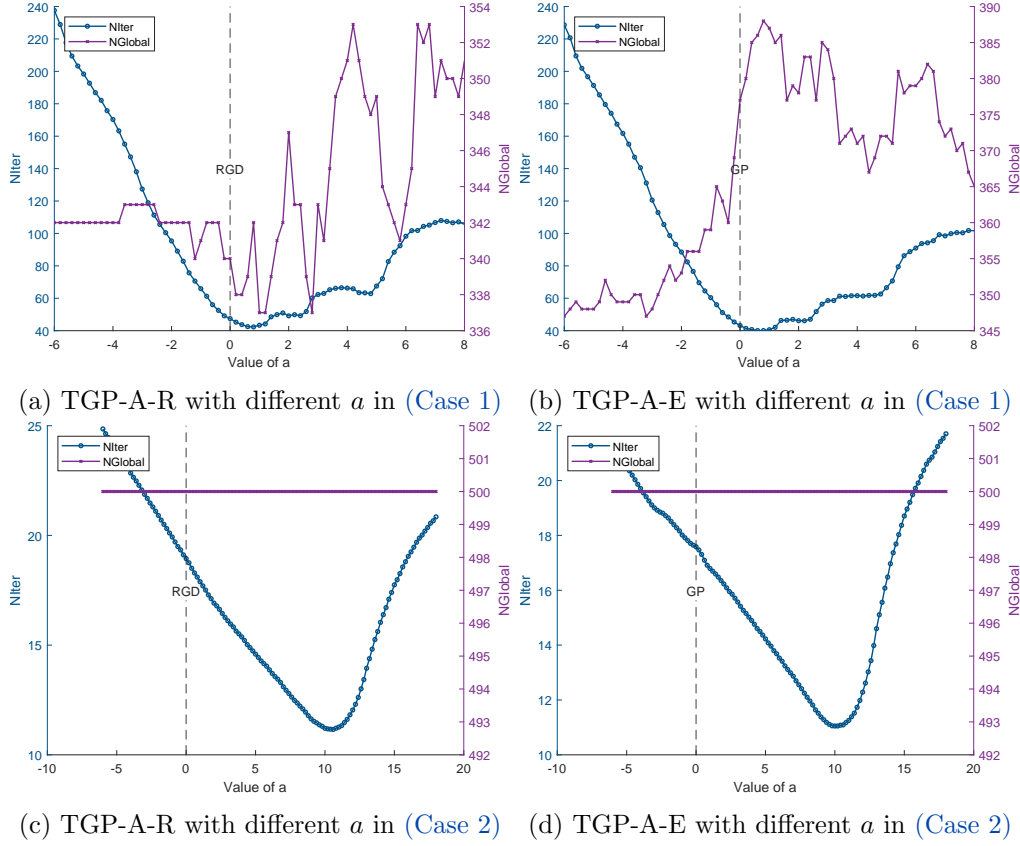 240
220
200
180
160
140
120
100
80
60
40
NIter
NIter
NGlobal
RGD
354
352
350
348
346
344
342
340
338
336
NGlobal
-6 -4 -2 0 2 4 6 8
Value of a
(a) TGP-A-R with different a in (Case 1)
240
220
200
180
160
140
120
100
80
60
40
NIter
NIter
NGlobal
GP
390
385
380
375
370
365
360
355
350
345
NGlobal
-6 -4 -2 0 2 4 6 8
Value of a
(b) TGP-A-E with different a in (Case 1)
25
20
15
10
NIter
NIter
NGlobal
RGD
502
501
500
499
498
497
496
495
494
493
492
NGlobal
-10 -5 0 5 10 15 20
Value of a
(c) TGP-A-R with different a in (Case 2)
22
20
18
16
14
12
10
NIter
NIter
NGlobal
GP
502
501
500
499
498
497
496
495
494
493
492
NGlobal
-10 -5 0 5 10 15 20
Value of a
(d) TGP-A-E with different a in (Case 2)